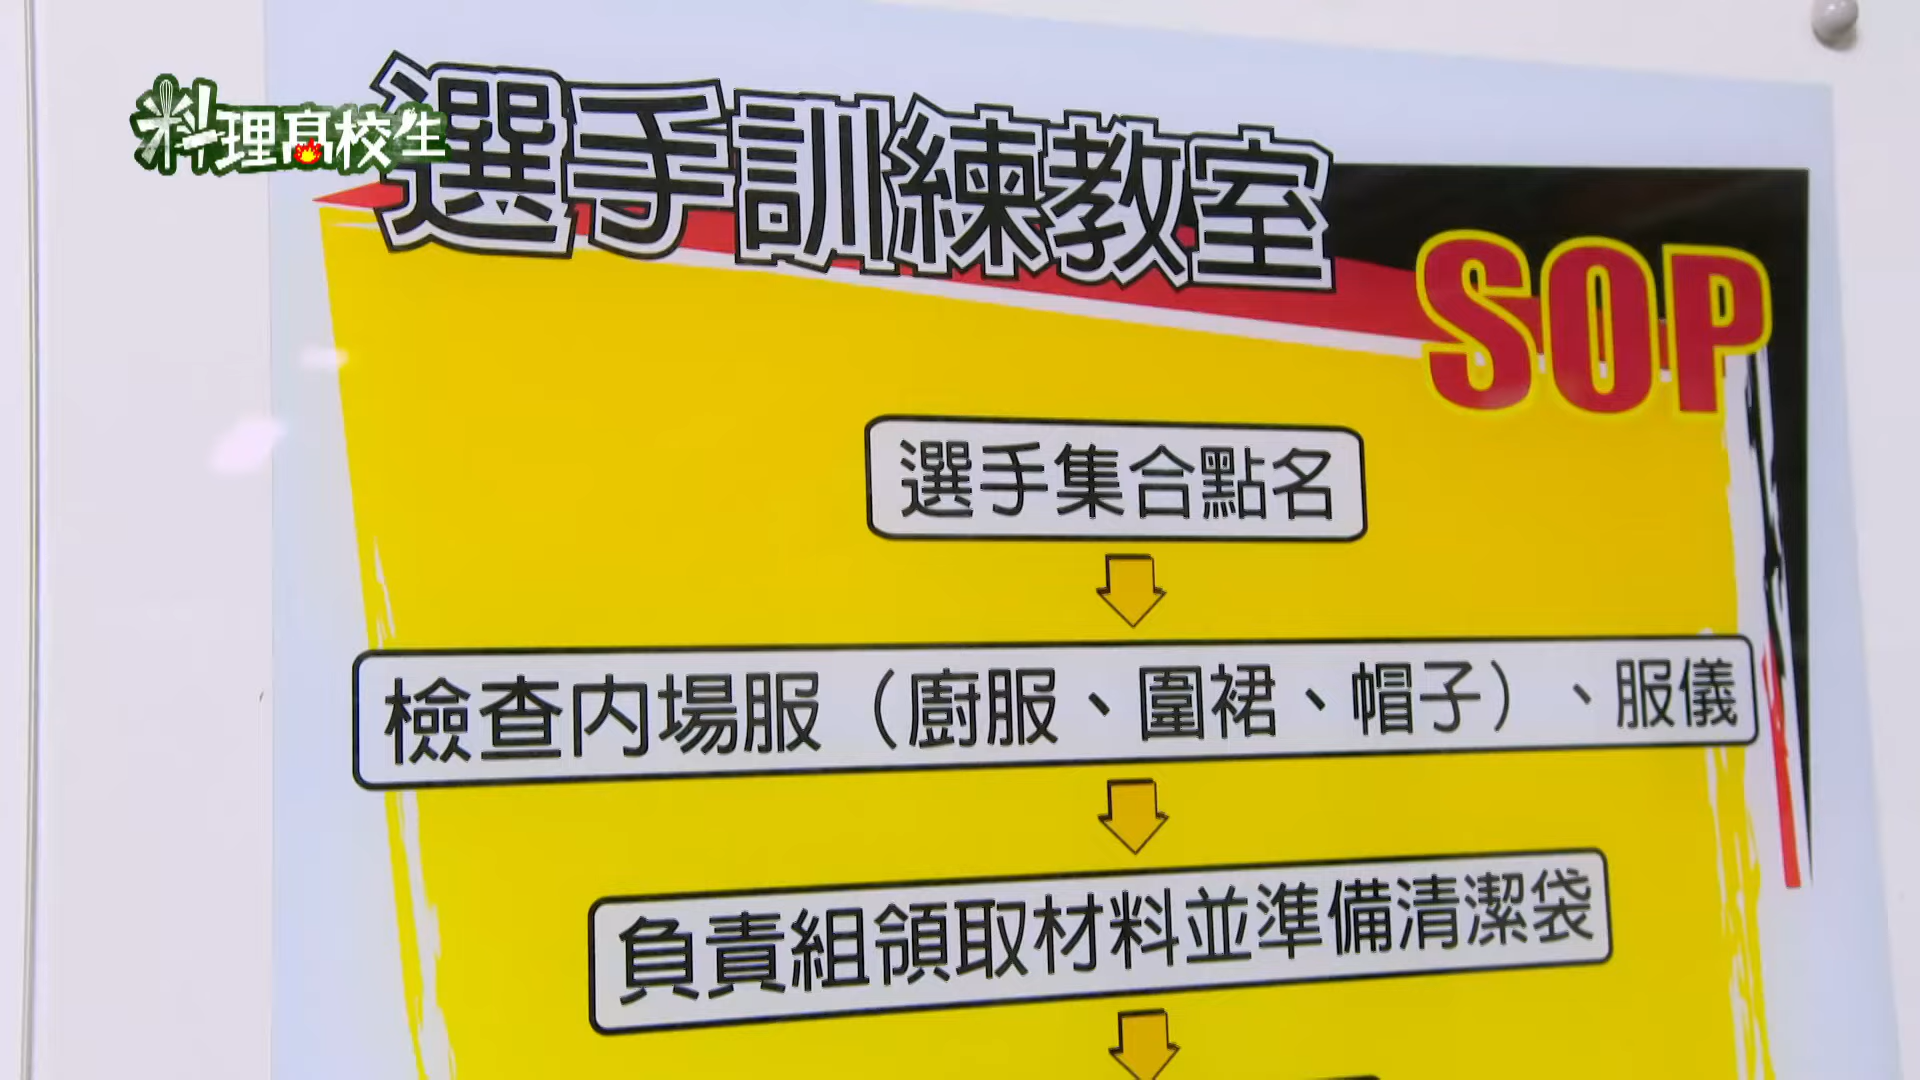 料理高校生
選手訓練教室
SOP
選手集合點名
檢查內場服（廚服、圍裙、帽子）、服儀
負責組領取材料並準備清潔袋